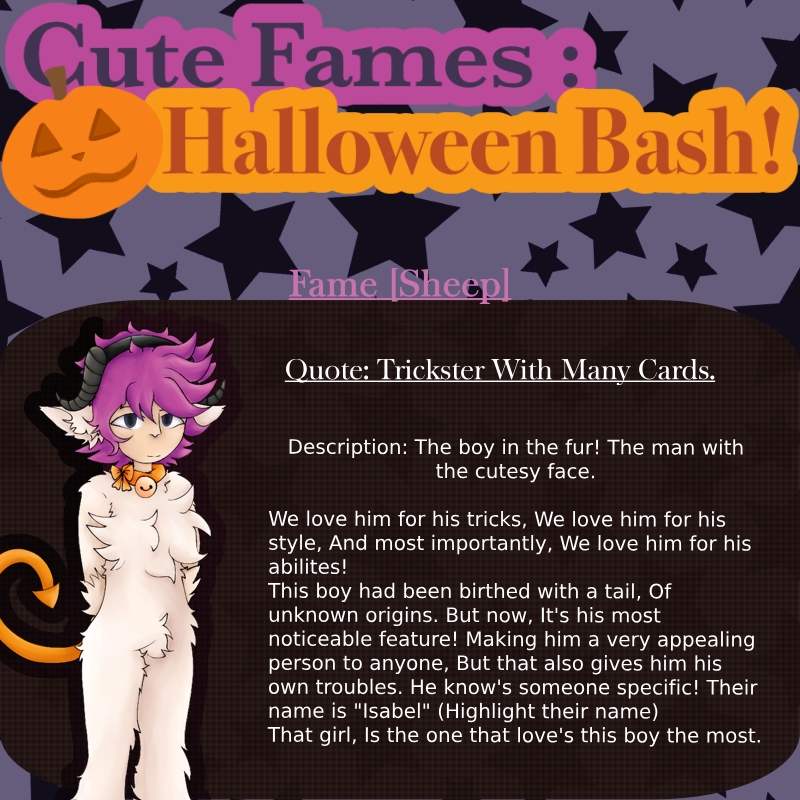 Cute Fames :
Halloween Bash!
Fame [Sheep]
Quote: Trickster With Many Cards.
Description: The boy in the fur! The man with
the cutesy face.
We love him for his tricks, We love him for his
style, And most importantly, We love him for his
abilites!
This boy had been birthed with a tail, Of
unknown origins. But now, It's his most
noticeable feature! Making him a very appealing
person to anyone, But that also gives him his
own troubles. He know's someone specific! Their
name is "Isabel" (Highlight their name)
That girl, Is the one that love's this boy the most.